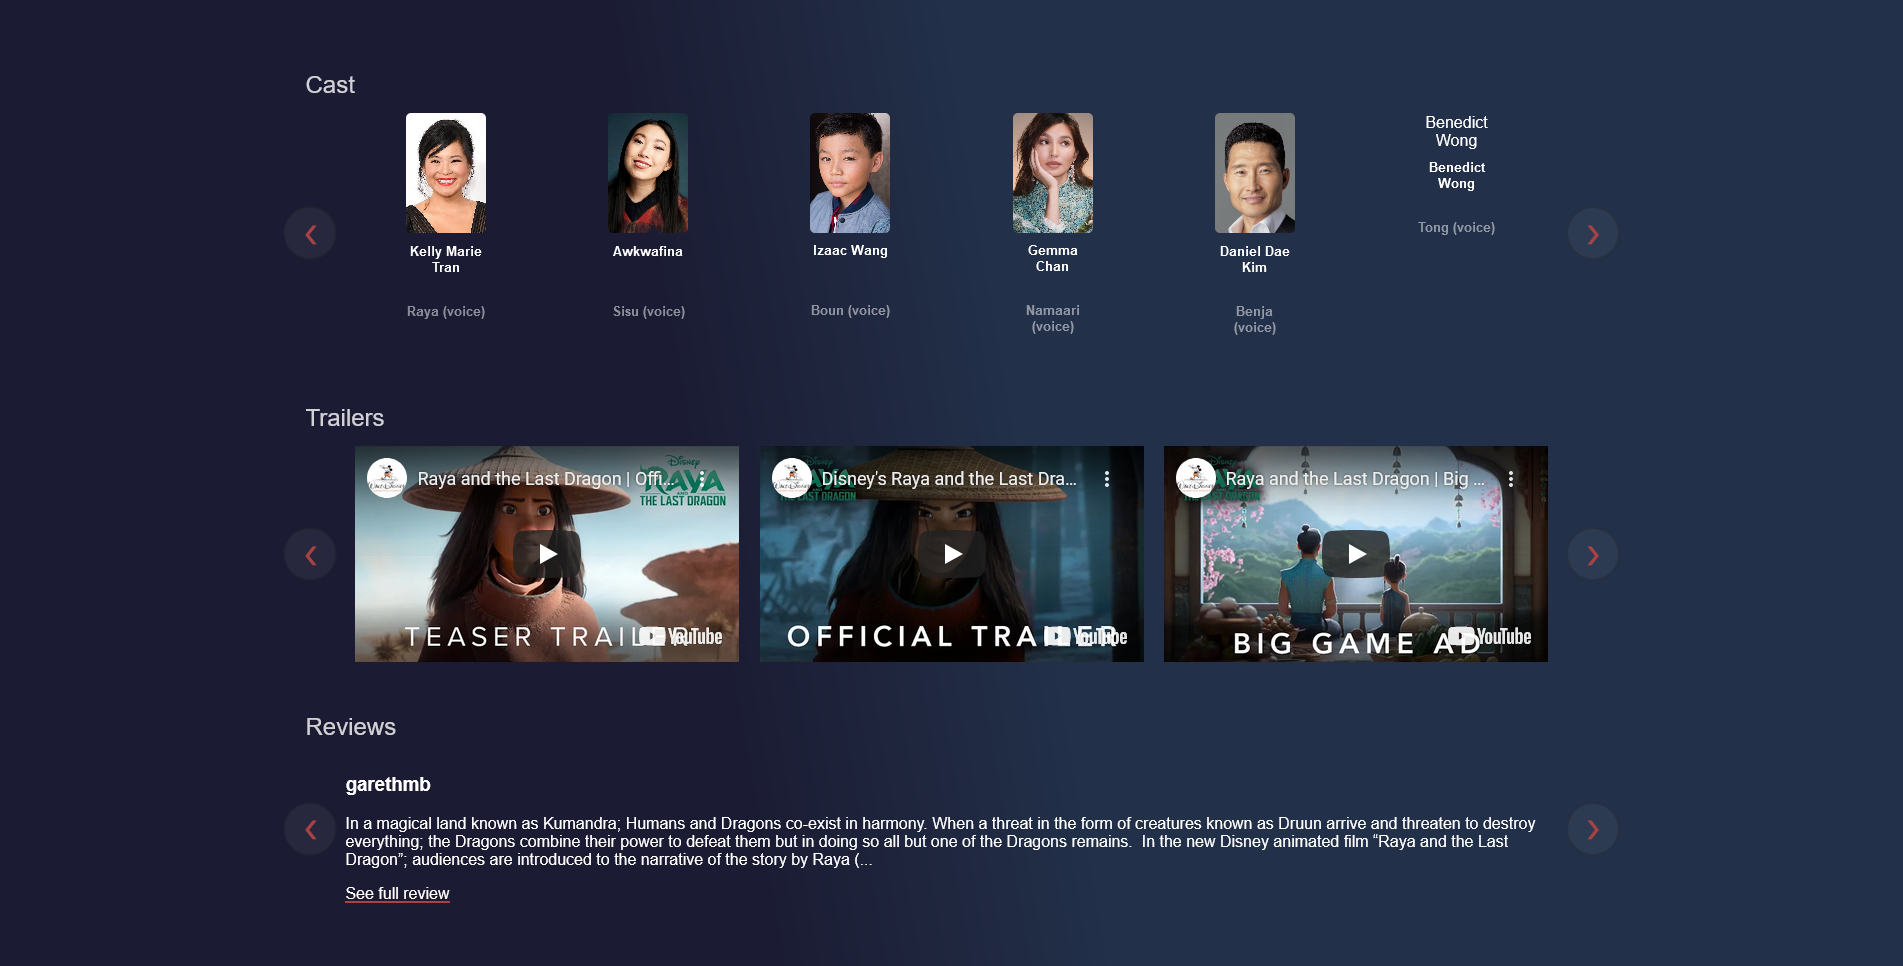 Cast
Benedict
Wong
Kelly Marie
Tran
Awkwafina
Izaac Wang
Gemma
Chan
Daniel Dae
Kim
Benedict
Wong
Raya (voice)
Sisu (voice)
Boun (voice)
Namaari
(voice)
Benja
(voice)
Tong (voice)
Trailers
Raya and the Last Dragon | Offi...
Disney
RAYA
AND
THE LAST DRAGON
TEASER TRAILER
YouTube
Disney's Raya and the Last Dra...
THE LAST DRAGON
OFFICIAL TRAILER
YouTube
Raya and the Last Dragon | Big ...
BIG GAME AD
YouTube
Reviews
garethmb
In a magical land known as Kumandra; Humans and Dragons co-exist in harmony. When a threat in the form of creatures known as Druun arrive and threaten to destroy
everything; the Dragons combine their power to defeat them but in doing so all but one of the Dragons remains.  In the new Disney animated film “Raya and the Last
Dragon”; audiences are introduced to the narrative of the story by Raya (...
See full review